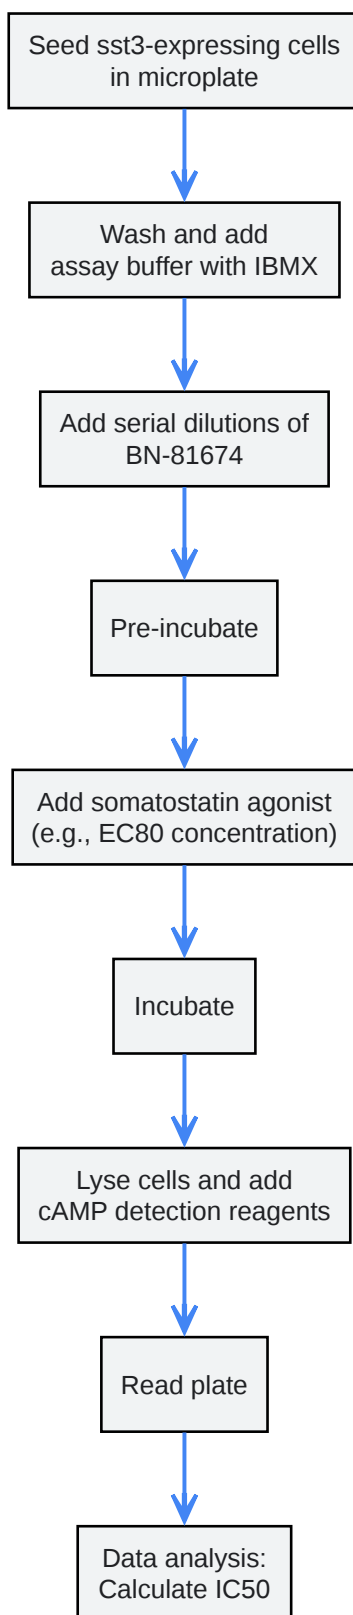 Seed sst3-expressing cells
in microplate
Wash and add
assay buffer with IBMX
Add serial dilutions of
BN-81674
Pre-incubate
Add somatostatin agonist
(e.g., EC80 concentration)
Incubate
Lyse cells and add
cAMP detection reagents
Read plate
Data analysis:
Calculate IC50